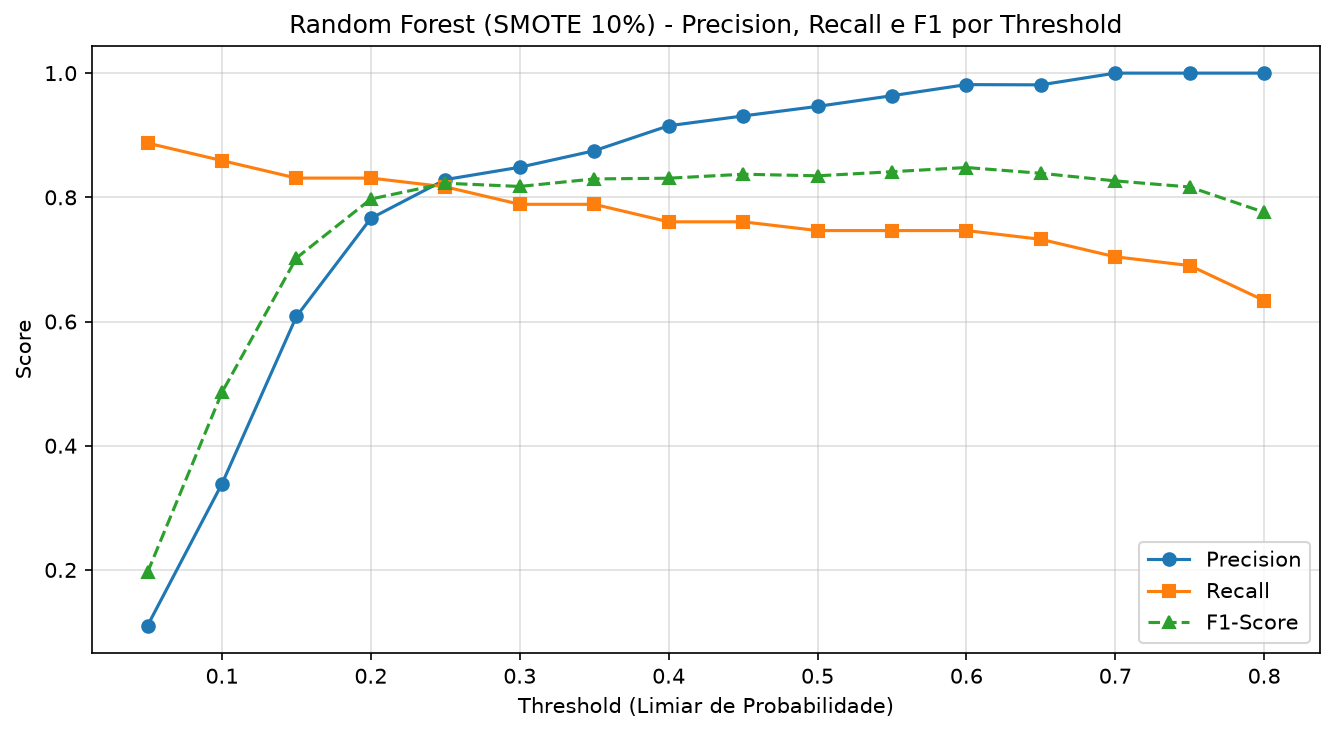 Random Forest (SMOTE 10%) - Precision, Recall e F1 por Threshold
1.0
0.8
0.6
0.4
0.2
Score
0.1 0.2 0.3 0.4 0.5 0.6 0.7 0.8
Threshold (Limiar de Probabilidade)
Precision
Recall
F1-Score